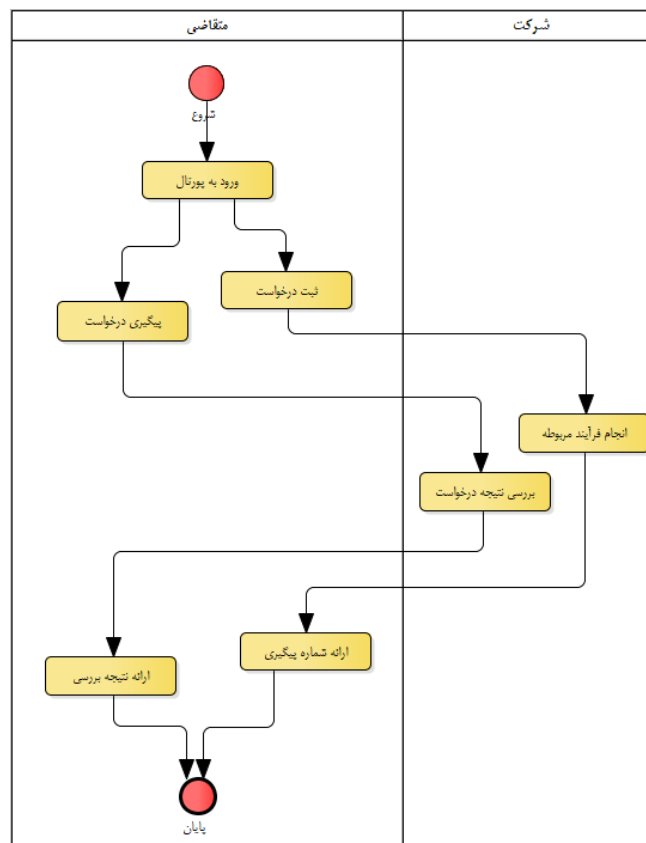 شرکت
متقاضی
شروع
ورود به پورتال
ثبت درخواست
پیگیری درخواست
انجام فرآیند مربوطه
بررسی نتیجه درخواست
ارائه شماره پیگیری
ارائه نتیجه بررسی
پایان